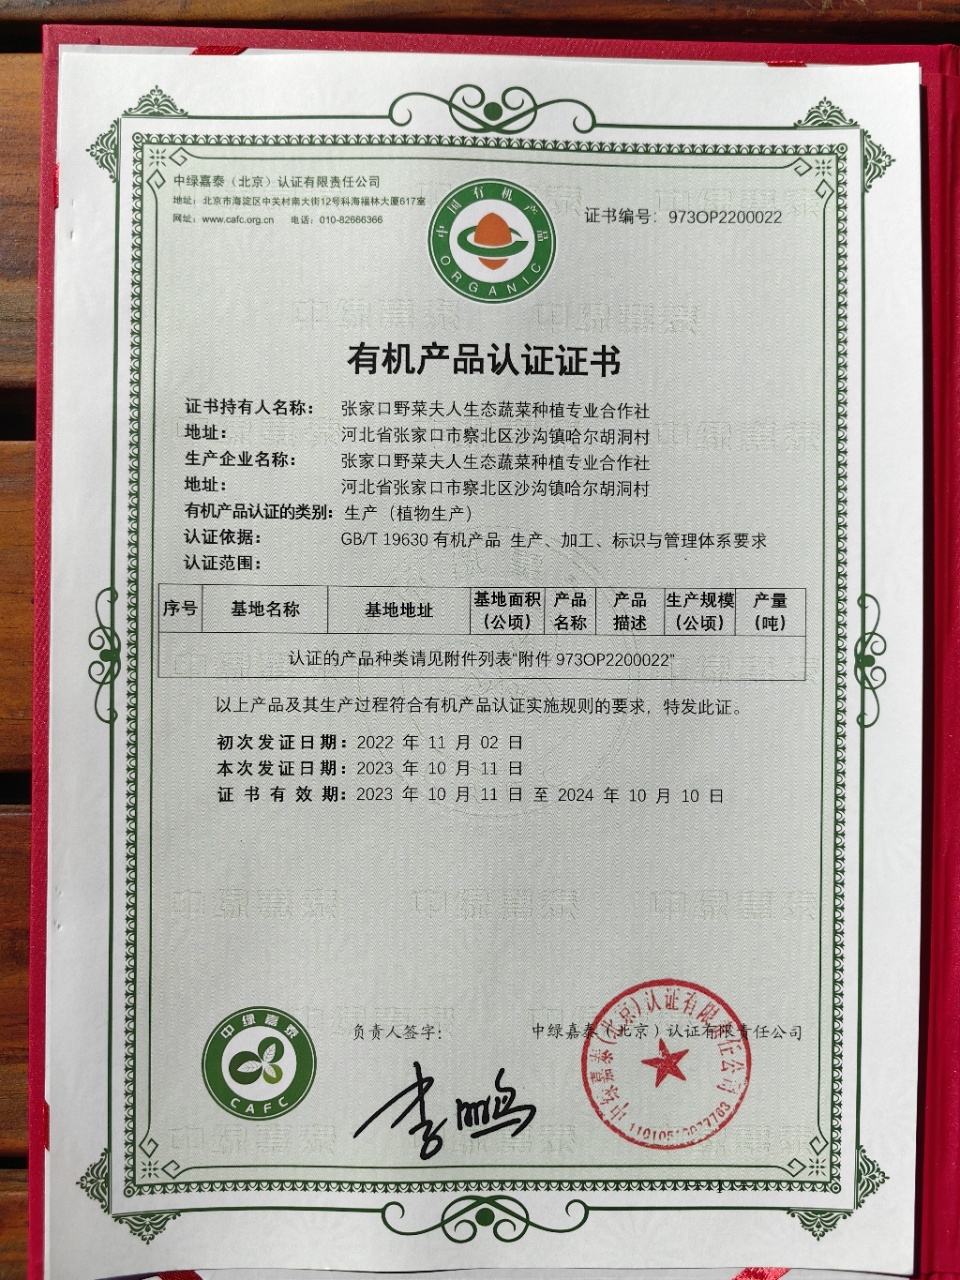 中绿嘉泰（北京）认证有限责任公司
地址：北京市海淀区中关村南大街12号科海福林大厦617室
网址：www.cafc.org.cn 电话：010-82666366
中国有机产品
ORGANIC
证书编号：973OP2200022
有机产品认证证书
证书持有人名称：张家口野菜夫人生态蔬菜种植专业合作社
地址：河北省张家口市察北区沙沟镇哈尔胡洞村
生产企业名称：张家口野菜夫人生态蔬菜种植专业合作社
地址：河北省张家口市察北区沙沟镇哈尔胡洞村
有机产品认证的类别：生产（植物生产）
认证依据：GB/T 19630 有机产品 生产、加工、标识与管理体系要求
认证范围：
序号 基地名称 基地地址 基地面积（公顷） 产品名称 产品描述 生产规模（公顷） 产量（吨）
认证的产品种类请见附件列表“附件 973OP2200022”
以上产品及其生产过程符合有机产品认证实施规则的要求，特发此证。
初次发证日期：2022 年 11 月 02 日
本次发证日期：2023 年 10 月 11 日
证书有效期：2023 年 10 月 11 日 至 2024 年 10 月 10 日
中绿嘉泰
CAFC
负责人签字：
李鹏
中绿嘉泰（北京）认证有限责任公司
中绿嘉泰(北京)认证有限责任公司